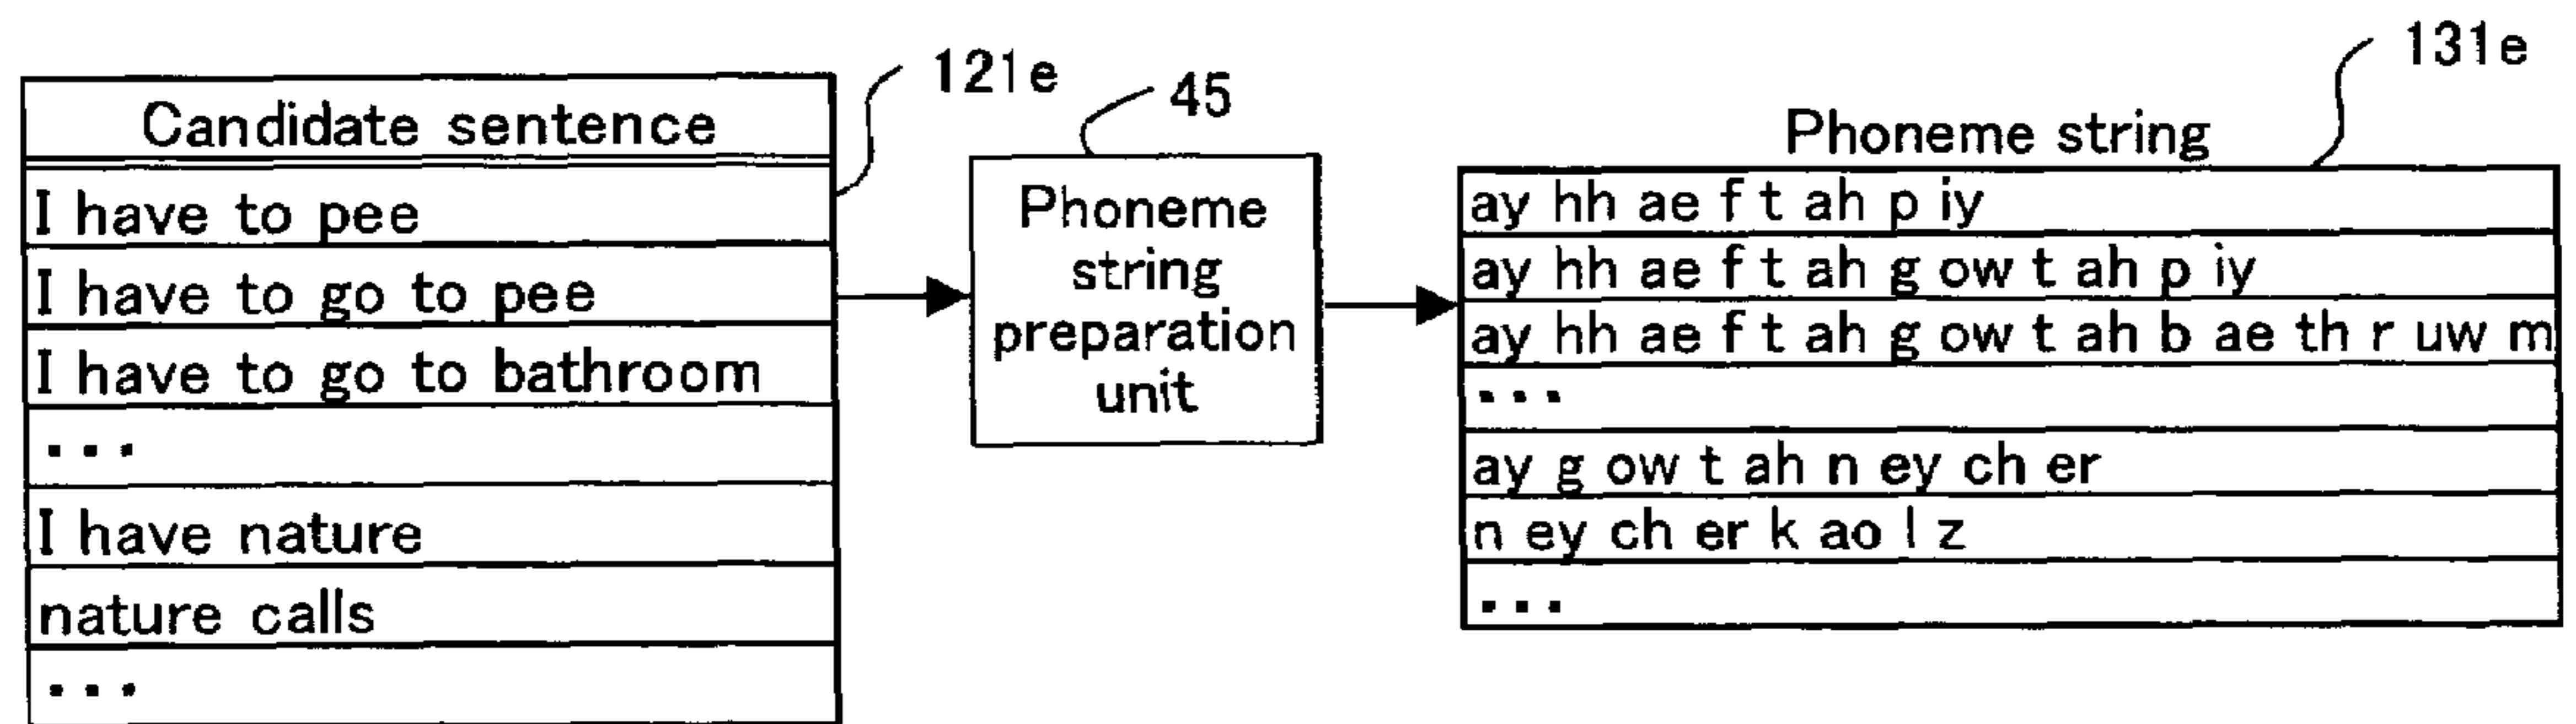 121e
45
131e
Candidate sentence
I have to pee
I have to go to pee
I have to go to bathroom
...
I have nature
nature calls
...
Phoneme
string
preparation
unit
Phoneme string
ay hh ae f t ah p iy
ay hh ae f t ah g ow t ah p iy
ay hh ae f t ah g ow t ah b ae th r uw m
...
ay g ow t ah n ey ch er
n ey ch er k ao l z
...